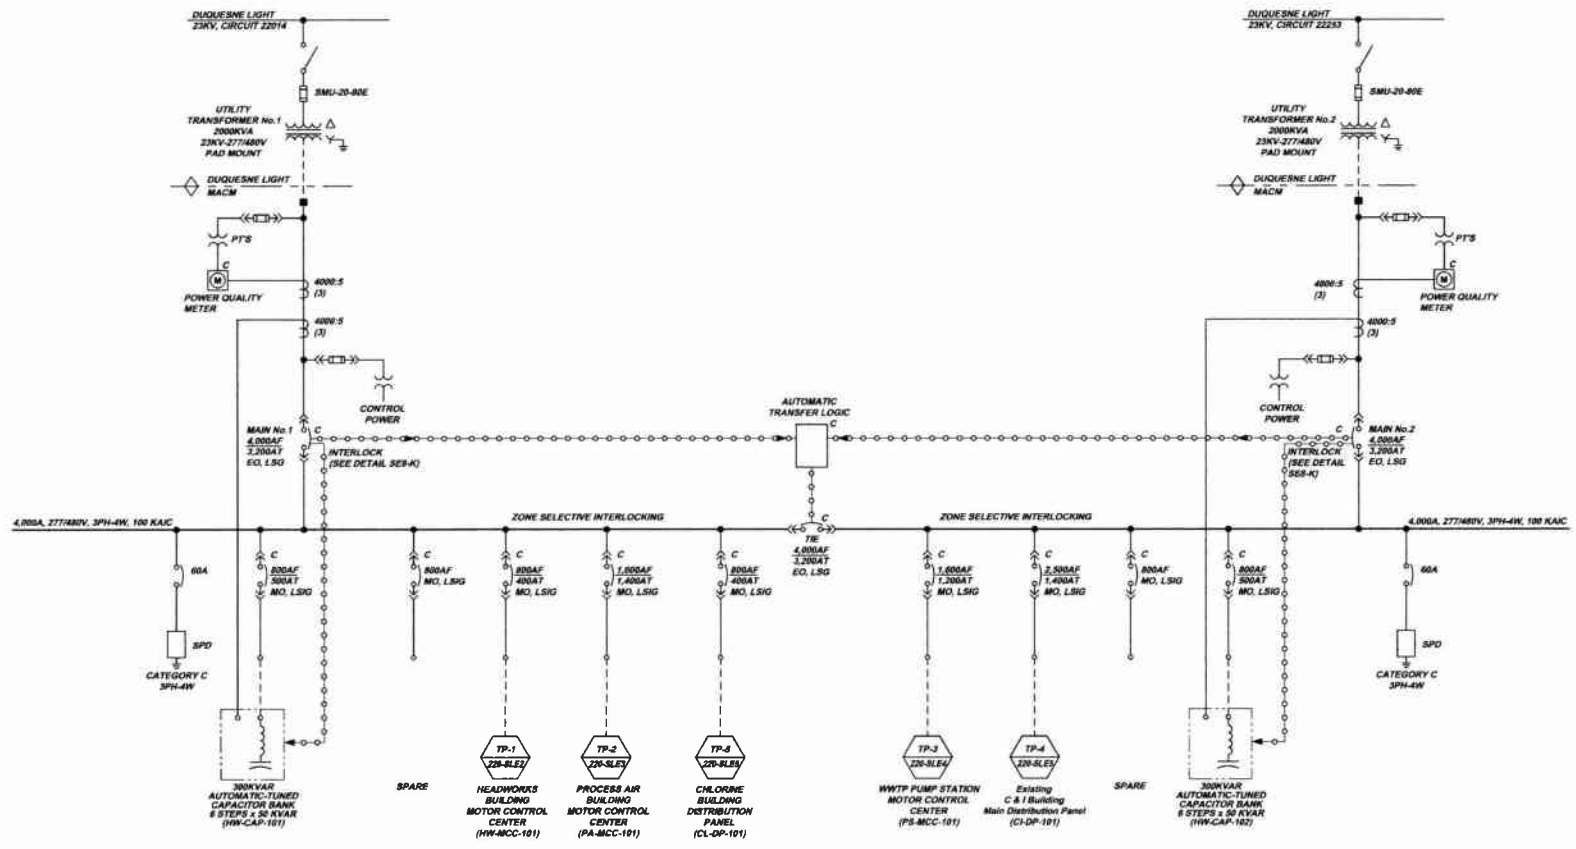 DUQUESNE LIGHT
23KV, CIRCUIT 22014
SMU-20-80E
UTILITY
TRANSFORMER No.1
2000KVA
23KV-277/480V
PAD MOUNT
DUQUESNE LIGHT
MACM
PT'S
C
M
POWER QUALITY
METER
4000:5
(3)
4000:5
(3)
CONTROL
POWER
MAIN No.1
4,000AF
3,200AT
EO, LSG
C
INTERLOCK
(SEE DETAIL SE8-K)
AUTOMATIC
TRANSFER LOGIC
C
DUQUESNE LIGHT
23KV, CIRCUIT 22253
SMU-20-80E
UTILITY
TRANSFORMER No.2
2000KVA
23KV-277/480V
PAD MOUNT
DUQUESNE LIGHT
MACM
PT'S
C
M
POWER QUALITY
METER
4000:5
(3)
4000:5
(3)
CONTROL
POWER
C
MAIN No.2
4,000AF
3,200AT
EO, LSG
INTERLOCK
(SEE DETAIL
SE8-K)
4,000A, 277/480V, 3PH-4W, 100 KAIC
ZONE SELECTIVE INTERLOCKING
C
TIE
4,000AF
3,200AT
EO, LSG
ZONE SELECTIVE INTERLOCKING
4,000A, 277/480V, 3PH-4W, 100 KAIC
60A
SPD
CATEGORY C
3PH-4W
C
800AF
500AT
MO, LSIG
C
800AF
MO, LSIG
C
800AF
400AT
MO, LSIG
C
1,600AF
1,400AT
MO, LSIG
C
800AF
400AT
MO, LSIG
C
1,600AF
1,200AT
MO, LSIG
C
2,500AF
1,400AT
MO, LSIG
C
800AF
MO, LSIG
C
800AF
500AT
MO, LSIG
60A
SPD
CATEGORY C
3PH-4W
300KVAR
AUTOMATIC-TUNED
CAPACITOR BANK
6 STEPS x 50 KVAR
(HW-CAP-101)
SPARE
TP-1
220-SLE2
HEADWORKS
BUILDING
MOTOR CONTROL
CENTER
(HW-MCC-101)
TP-2
220-SLE3
PROCESS AIR
BUILDING
MOTOR CONTROL
CENTER
(PA-MCC-101)
TP-5
220-SLE5
CHLORINE
BUILDING
DISTRIBUTION
PANEL
(CL-DP-101)
TP-3
220-SLE4
WWTP PUMP STATION
MOTOR CONTROL
CENTER
(PS-MCC-101)
TP-4
220-SLE5
Existing
C & I Building
Main Distribution Panel
(CI-DP-101)
SPARE
300KVAR
AUTOMATIC-TUNED
CAPACITOR BANK
6 STEPS x 50 KVAR
(HW-CAP-102)